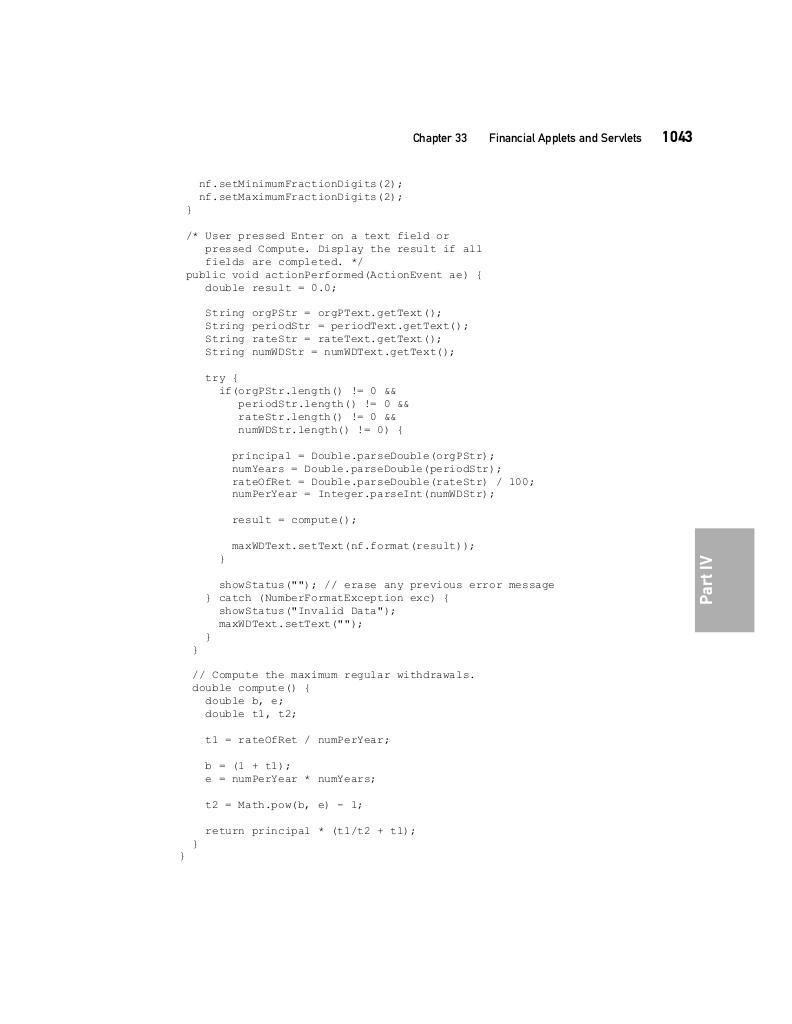 Chapter 33 Financial Applets and Servlets 1043
nf.setMinimumFractionDigits(2);
nf.setMaximumFractionDigits(2);
}
/* User pressed Enter on a text field or
pressed Compute. Display the result if all
fields are completed. */
public void actionPerformed(ActionEvent ae) {
double result = 0.0;
String orgPStr = orgPText.getText();
String periodStr = periodText.getText();
String rateStr = rateText.getText();
String numWDStr = numWDText.getText();
try {
if(orgPStr.length() != 0 &&
periodStr.length() != 0 &&
rateStr.length() != 0 &&
numWDStr.length() != 0) {
principal = Double.parseDouble(orgPStr);
numYears = Double.parseDouble(periodStr);
rateOfRet = Double.parseDouble(rateStr) / 100;
numPerYear = Integer.parseInt(numWDStr);
result = compute();
maxWDText.setText(nf.format(result));
}
showStatus(""); // erase any previous error message
} catch (NumberFormatException exc) {
showStatus("Invalid Data");
maxWDText.setText("");
}
}
// Compute the maximum regular withdrawals.
double compute() {
double b, e;
double t1, t2;
t1 = rateOfRet / numPerYear;
b = (1 + t1);
e = numPerYear * numYears;
t2 = Math.pow(b, e) - 1;
return principal * (t1/t2 + t1);
}
}
Part IV